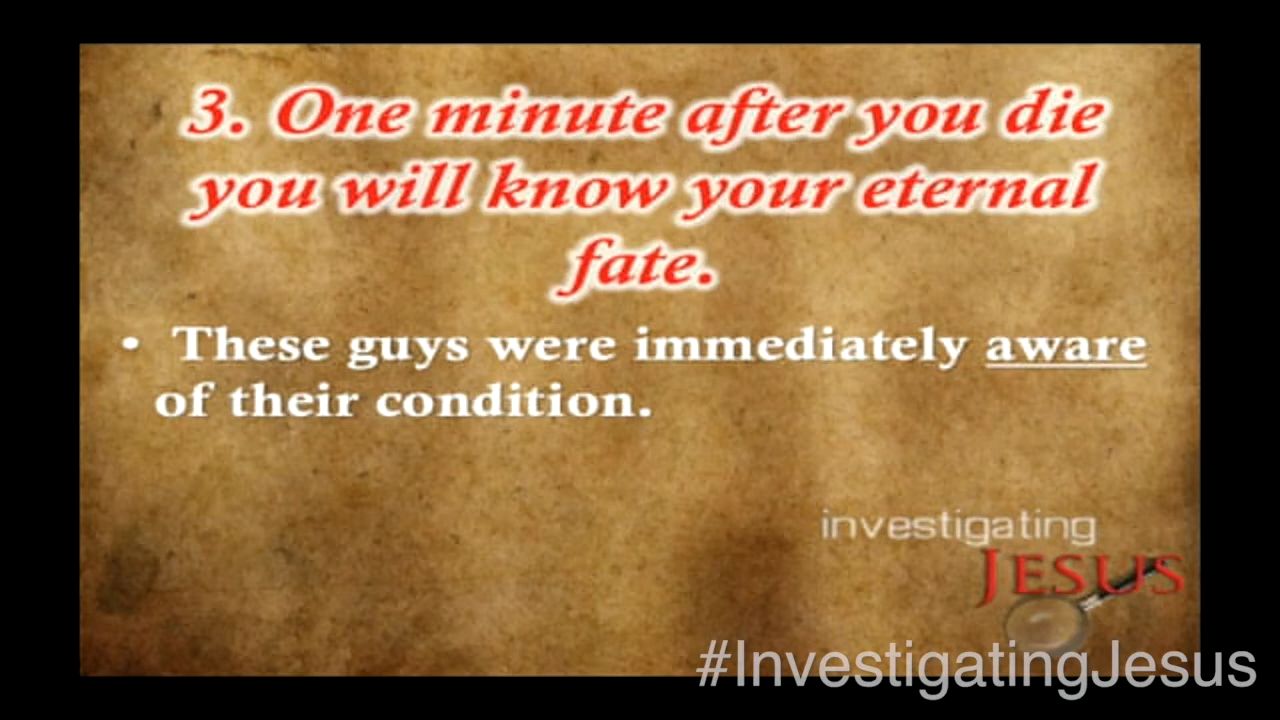 3. One minute after you die
you will know your eternal
fate.
• These guys were immediately aware
of their condition.
investigating
JESUS
#InvestigatingJesus